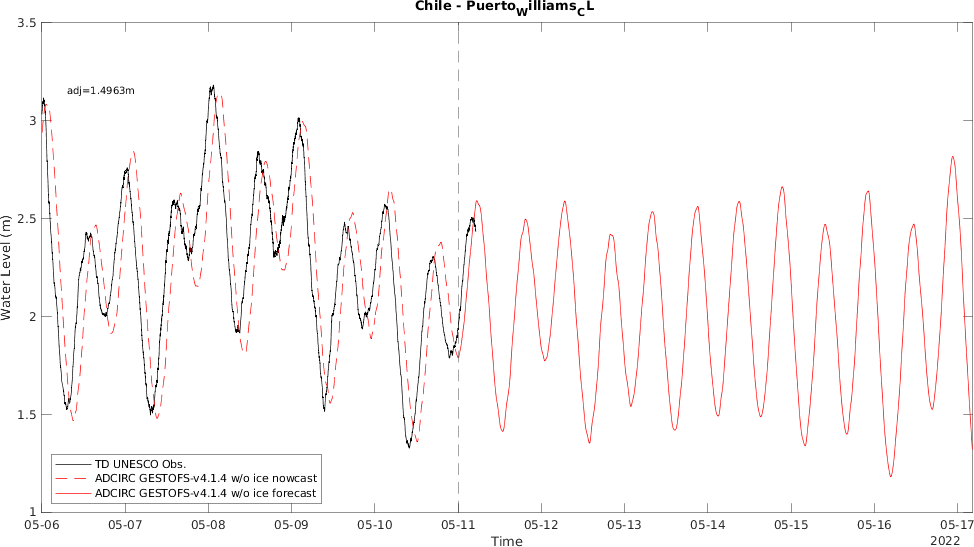 Chile - PuertoWilliamsCL
3.5
adj=1.4963m
3
2.5
Water Level (m)
2
1.5
TD UNESCO Obs.
ADCIRC GESTOFS-v4.1.4 w/o ice nowcast
ADCIRC GESTOFS-v4.1.4 w/o ice forecast
1
05-06 05-07 05-08 05-09 05-10 05-11 05-12 05-13 05-14 05-15 05-16 05-17
Time
2022